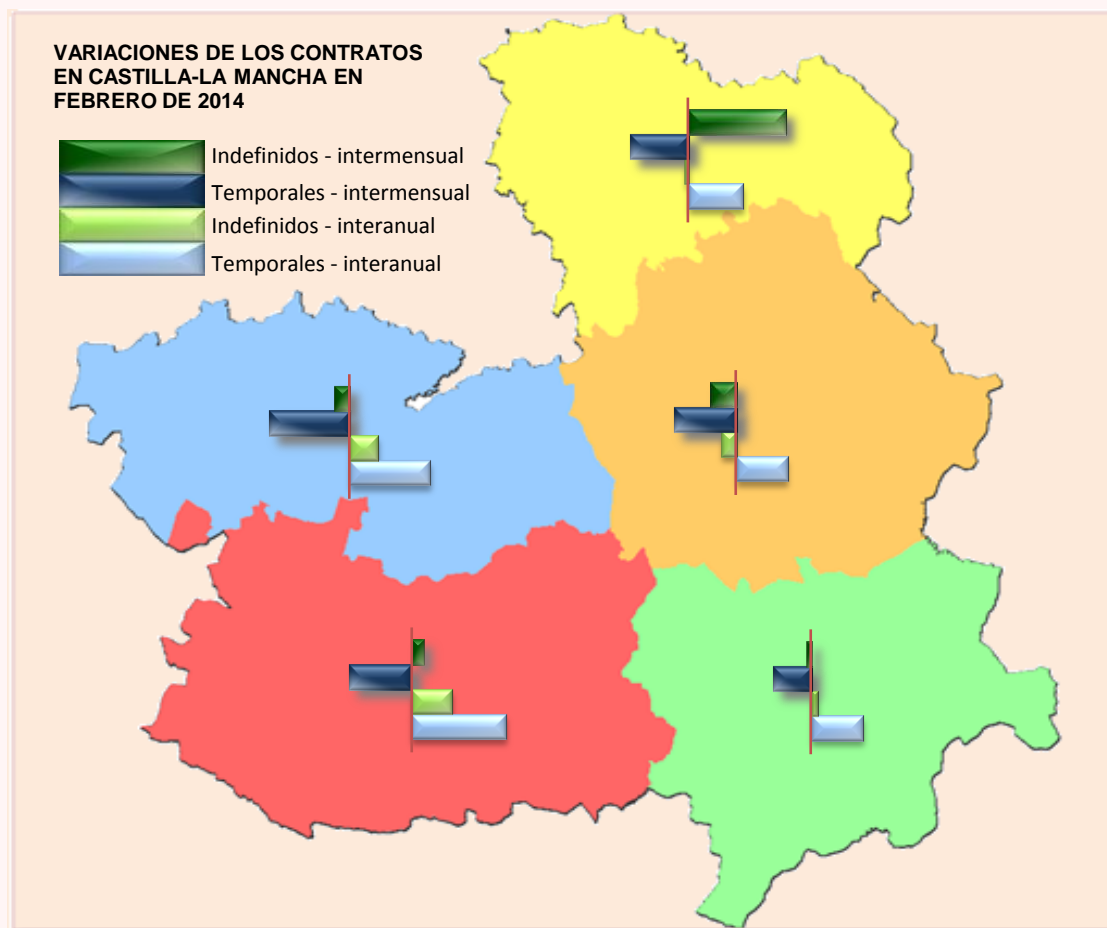 VARIACIONES DE LOS CONTRATOS
EN CASTILLA-LA MANCHA EN
FEBRERO DE 2014
Indefinidos - intermensual
Temporales - intermensual
Indefinidos - interanual
Temporales - interanual